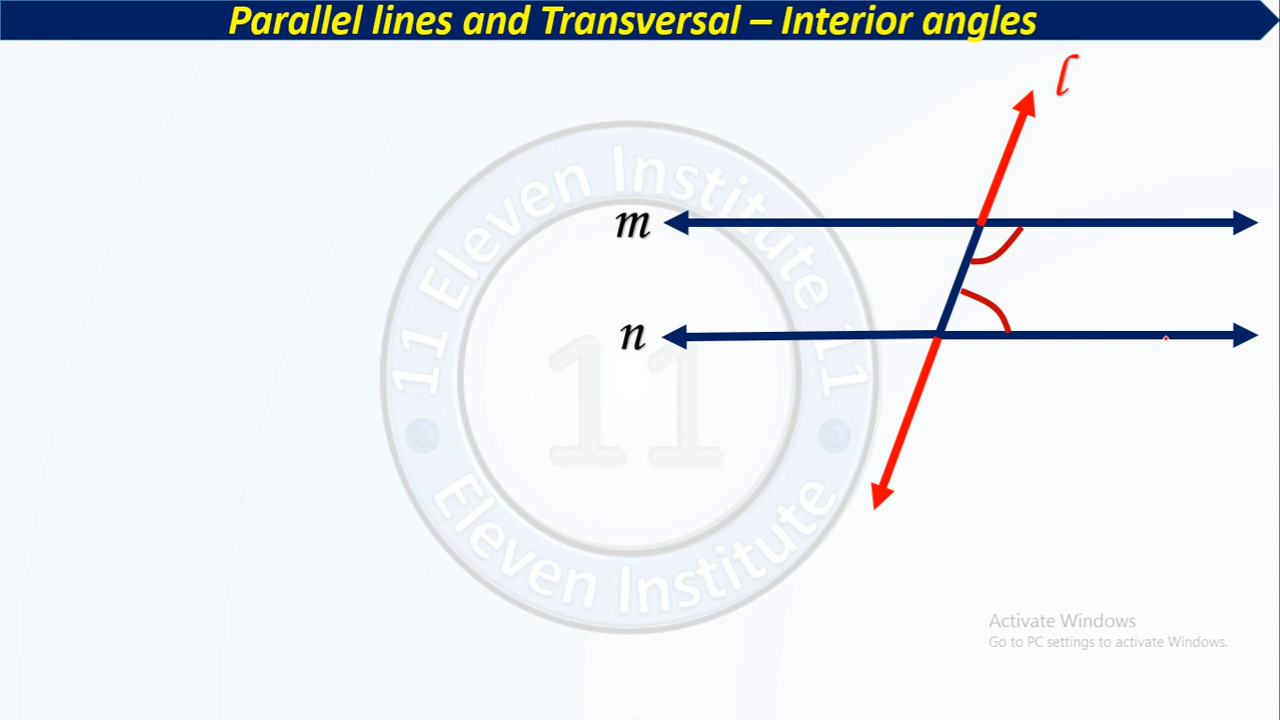 Parallel lines and Transversal – Interior angles
l
m
n
11 Eleven Institute 11
11
Eleven Institute
Activate Windows
Go to PC settings to activate Windows.